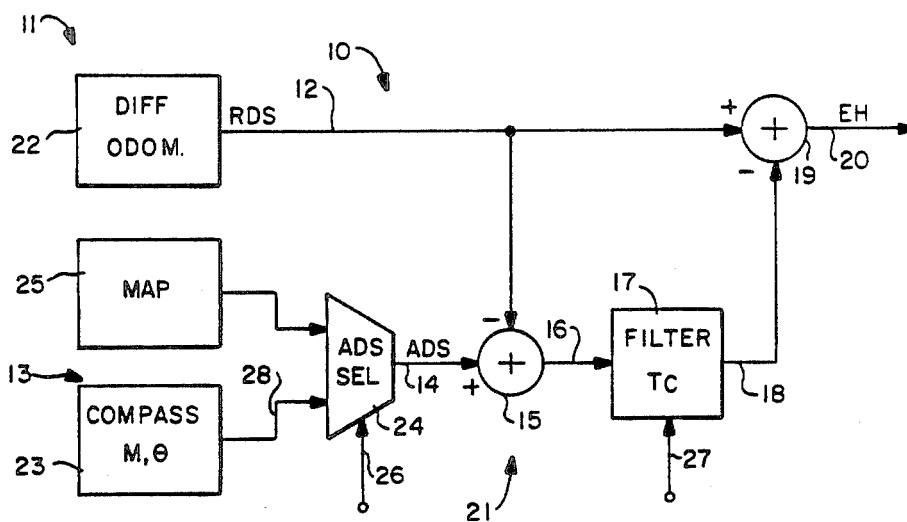 11
10
DIFF
ODOM.
22
RDS
12
+
+
-
EH
19
20
25
MAP
13
COMPASS
M,Θ
23
28
ADS
SEL
24
26
ADS
14
-
+
+
15
16
21
17
FILTER
TC
18
27